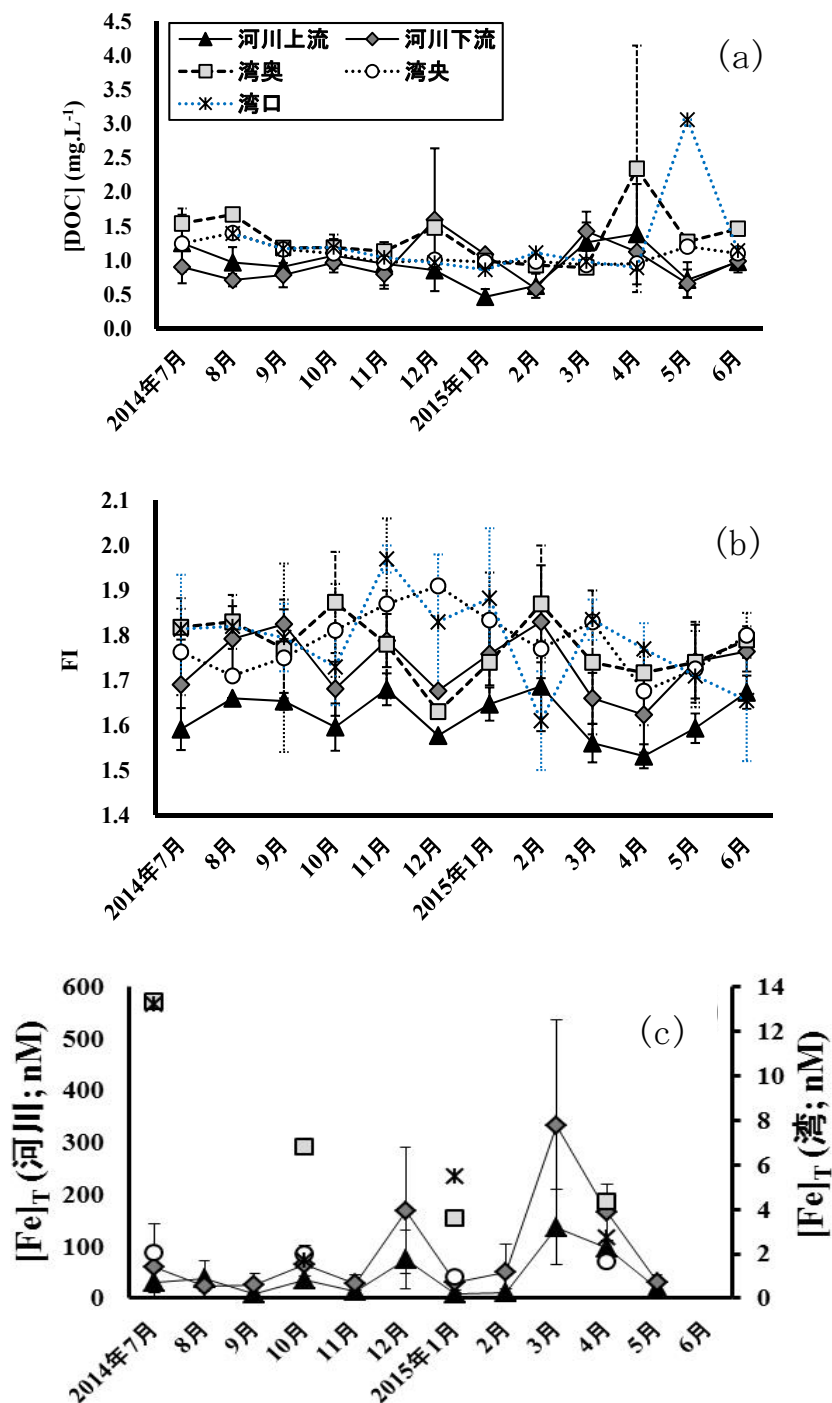 (a)
4.5
4.0
3.5
3.0
2.5
2.0
1.5
1.0
0.5
0.0
[DOC] (mg.L-1)
河川上流 河川下流
湾奥 湾央
湾口
2014年7月 8月 9月 10月 11月 12月 2015年1月 2月 3月 4月 5月 6月
(b)
2.1
2.0
1.9
1.8
1.7
1.6
1.5
1.4
FI
2014年7月 8月 9月 10月 11月 12月 2015年1月 2月 3月 4月 5月 6月
(c)
600
500
400
300
200
100
0
[Fe]T (河川; nM)
14
12
10
8
6
4
2
0
[Fe]T (湾; nM)
2014年7月 8月 9月 10月 11月 12月 2015年1月 2月 3月 4月 5月 6月